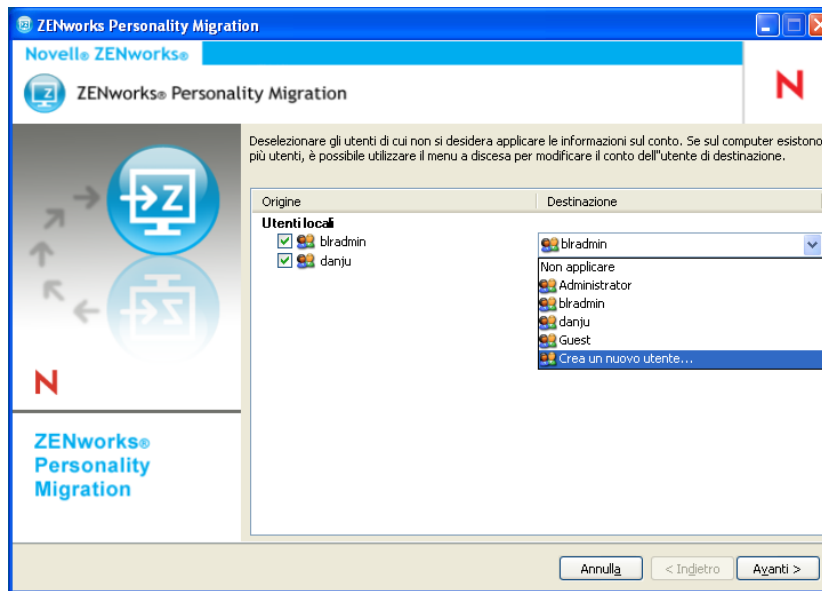 ZENworks Personality Migration
Novell® ZENworks®
ZENworks® Personality Migration
N
Deselezionare gli utenti di cui non si desidera applicare le informazioni sul conto. Se sul computer esistono
più utenti, è possibile utilizzare il menu a discesa per modificare il conto dell"utente di destinazione.
Origine Destinazione
Utenti locali
blradmin blradmin
danju
Non applicare
Administrator
blradmin
danju
Guest
Crea un nuovo utente...
Z
N
ZENworks®
Personality
Migration
Annulla < Indietro Avanti >